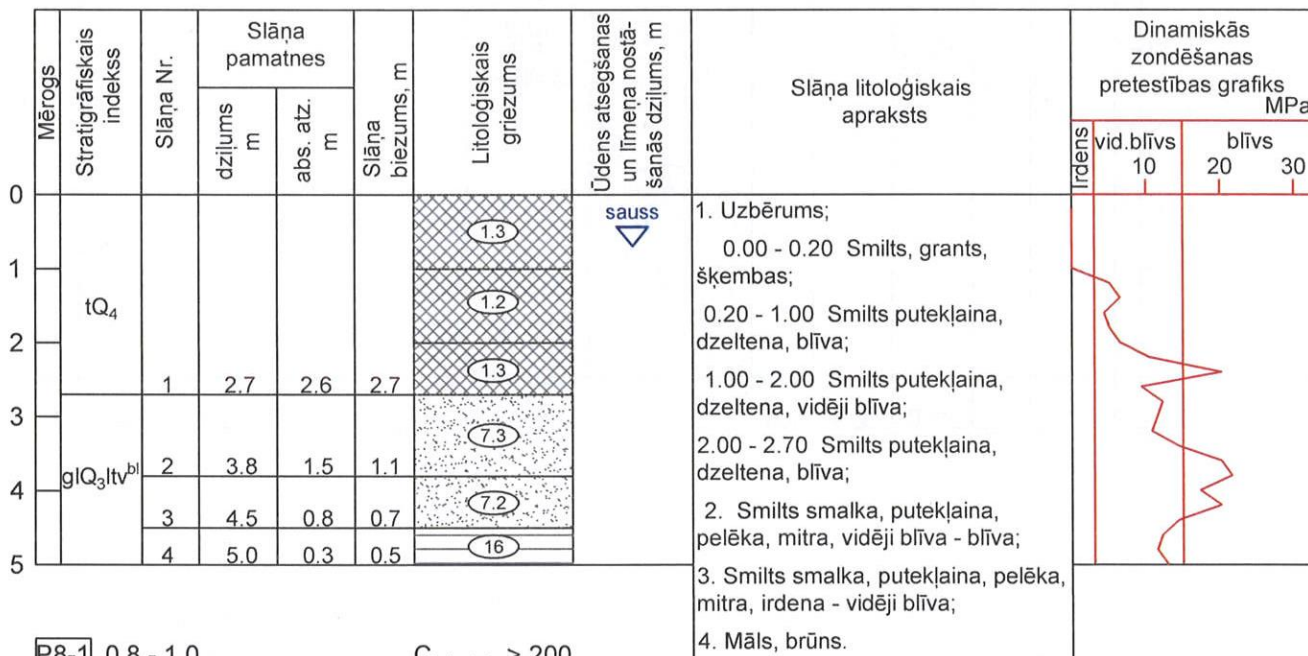 Mērogs
Stratigrāfiskais
indekss
Slāņa Nr.
Slāņa
pamatnes
dziļums
m
abs. atz.
m
Slāņa
biezums, m
Litoloģiskais
griezums
Ūdens atsegšanas
un līmeņa nostā-
šanās dziļums, m
Slāņa litoloģiskais
apraksts
Dinamiskās
zondēšanas
pretestības grafiks
MPa
Irdens
vid.blīvs
blīvs
10 20 30
0
1
2
3
4
5
tQ₄
glQ₃ltvᵇˡ
1 2.7 2.6 2.7
2 3.8 1.5 1.1
3 4.5 0.8 0.7
4 5.0 0.3 0.5
1.3
1.2
1.3
7.3
7.2
16
sauss
1. Uzbērums;
0.00 - 0.20 Smilts, grants,
šķembas;
0.20 - 1.00 Smilts putekļaina,
dzeltena, blīva;
1.00 - 2.00 Smilts putekļaina,
dzeltena, vidēji blīva;
2.00 - 2.70 Smilts putekļaina,
dzeltena, blīva;
2. Smilts smalka, putekļaina,
pelēka, mitra, vidēji blīva - blīva;
3. Smilts smalka, putekļaina, pelēka,
mitra, irdena - vidēji blīva;
4. Māls, brūns.
0.8 - 1.0
> 200